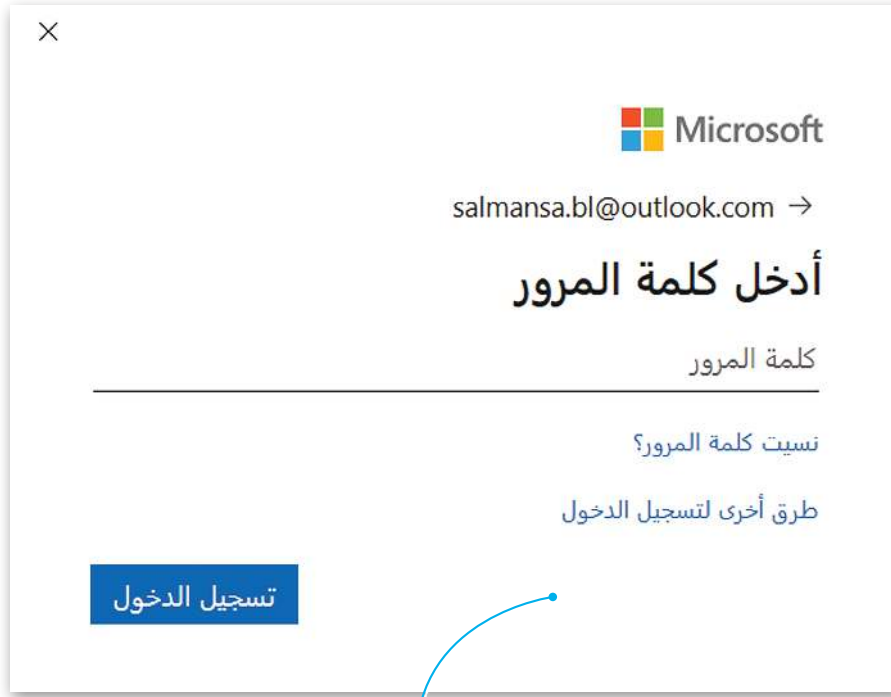 Microsoft
salmansa.bl@outlook.com
أدخل كلمة المرور
كلمة المرور
نسيت كلمة المرور؟
طرق أخرى لتسجيل الدخول
تسجيل الدخول